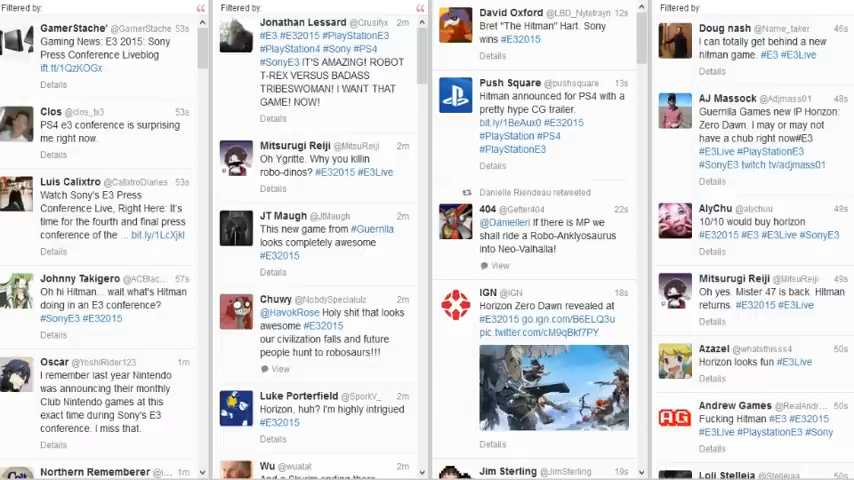 Filtered by:
GamerStache' @GamerStache 53s
Gaming News: E3 2015: Sony
Press Conference Liveblog
ift.tt/1QzKOGx
Details
Clos @clos_fx3 53s
PS4 e3 conference is surprising
me right now.
Details
Luis Calixtro @CalixtroDiaries 53s
Watch Sony's E3 Press
Conference Live, Right Here: It's
time for the fourth and final press
conference of the ... bit.ly/1LcXjkl
Details
Johnny Takigero @ACBlac... 57s
Oh hi Hitman... wait what's Hitman
doing in an E3 conference?
#SonyE3 #E32015
Details
Oscar @YoshiRider123 1m
I remember last year Nintendo
was announcing their monthly
Club Nintendo games at this
exact time during Sony's E3
conference. I miss that.
Details
Northern Rememberer @i... 1m
Filtered by:
Jonathan Lessard @Crusifyx 2m
#E3 #E32015 #PlayStationE3
#PlayStation4 #Sony #PS4
#SonyE3 IT'S AMAZING! ROBOT
T-REX VERSUS BADASS
TRIBESWOMAN! I WANT THAT
GAME! NOW!
Details
Mitsurugi Reiji @MitsuReiji 2m
Oh Ygritte. Why you killin
robo-dinos? #E32015 #E3Live
Details
JT Maugh @JTMaugh 2m
This new game from #Guerrilla
looks completely awesome
#E32015
Details
Chuwy @NobdySpecialulz 2m
@HavokRose Holy shit that looks
awesome #E32015
our civilization falls and future
people hunt to robosaurs!!!
View
Luke Porterfield @SporkV_ 2m
Horizon, huh? I'm highly intrigued
#E32015
Details
Wu @wuatat 2m
And a Skyrim ending there
David Oxford @LBD_Nytetrayn 12s
Bret "The Hitman" Hart. Sony
wins #E32015
Details
Push Square @pushsquare 13s
Hitman announced for PS4 with a
pretty hype CG trailer.
bit.ly/1BeAux0 #E32015
#PlayStation #PS4
#PlayStationE3
Details
Danielle Riendeau retweeted
404 @Getter404 22s
@Danielleri If there is MP we
shall ride a Robo-Anklyosaurus
into Neo-Valhalla!
View
IGN @IGN 18s
Horizon Zero Dawn revealed at
#E32015 go.ign.com/B6ELQ3u
pic.twitter.com/cM9qBkf7PY
Details
Jim Sterling @JimSterling 19s
Filtered by:
Doug nash @Name_taker 46s
I can totally get behind a new
hitman game. #E3 #E3Live
Details
AJ Massock @Adjmass01 48s
Guerrilla Games new IP Horizon:
Zero Dawn. I may or may not
have a chub right now#E3
#E3Live #PlayStationE3
#SonyE3 twitch.tv/adjmass01
Details
AlyChu @alychuu 49s
10/10 would buy horizon
#E32015 #E3 #E3Live #SonyE3
Details
Mitsurugi Reiji @MitsuReiji 49s
Oh yes. Mister 47 is back. Hitman
returns. #E32015 #E3Live
Details
Azazel @whatsthisss4 50s
Horizon looks fun #E3Live
Details
Andrew Games @RealAndr... 50s
Fucking Hitman #E3 #E32015
#E3Live #PlaystationE3 #Sony
Details
Loli Stelleja @Stelleiaa 50s